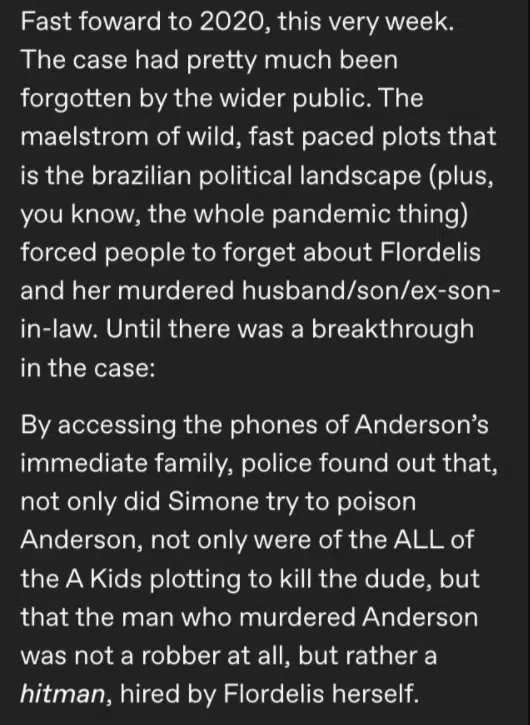 Fast foward to 2020, this very week.
The case had pretty much been
forgotten by the wider public. The
maelstrom of wild, fast paced plots that
is the brazilian political landscape (plus,
you know, the whole pandemic thing)
forced people to forget about Flordelis
and her murdered husband/son/ex-son-
in-law. Until there was a breakthrough
in the case:
By accessing the phones of Anderson’s
immediate family, police found out that,
not only did Simone try to poison
Anderson, not only were of the ALL of
the A Kids plotting to kill the dude, but
that the man who murdered Anderson
was not a robber at all, but rather a
hitman, hired by Flordelis herself.